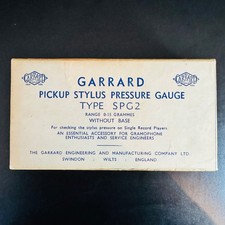 GARRARD GARRARD
GARRARD
PICKUP STYLUS PRESSURE GAUGE
TYPE SPG2
RANGE 0-15 GRAMMES
WITHOUT BASE
For checking the stylus pressure on Single Record Players
AN ESSENTIAL ACCESSORY FOR GRAMOPHONE
ENTHUSIASTS AND SERVICE ENGINEERS
THE GARRARD ENGINEERING AND MANUFACTURING COMPANY LTD.
SWINDON WILTS ENGLAND